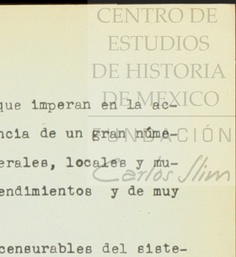 CENTRO DE
ESTUDIOS
DE HISTORIA
DE MEXICO
FUNDACIÓN
Carlos Slim
que imperan en la ac-
ncia de un gran núme-
erales, locales y mu-
endimientos y de muy
censurables del siste-